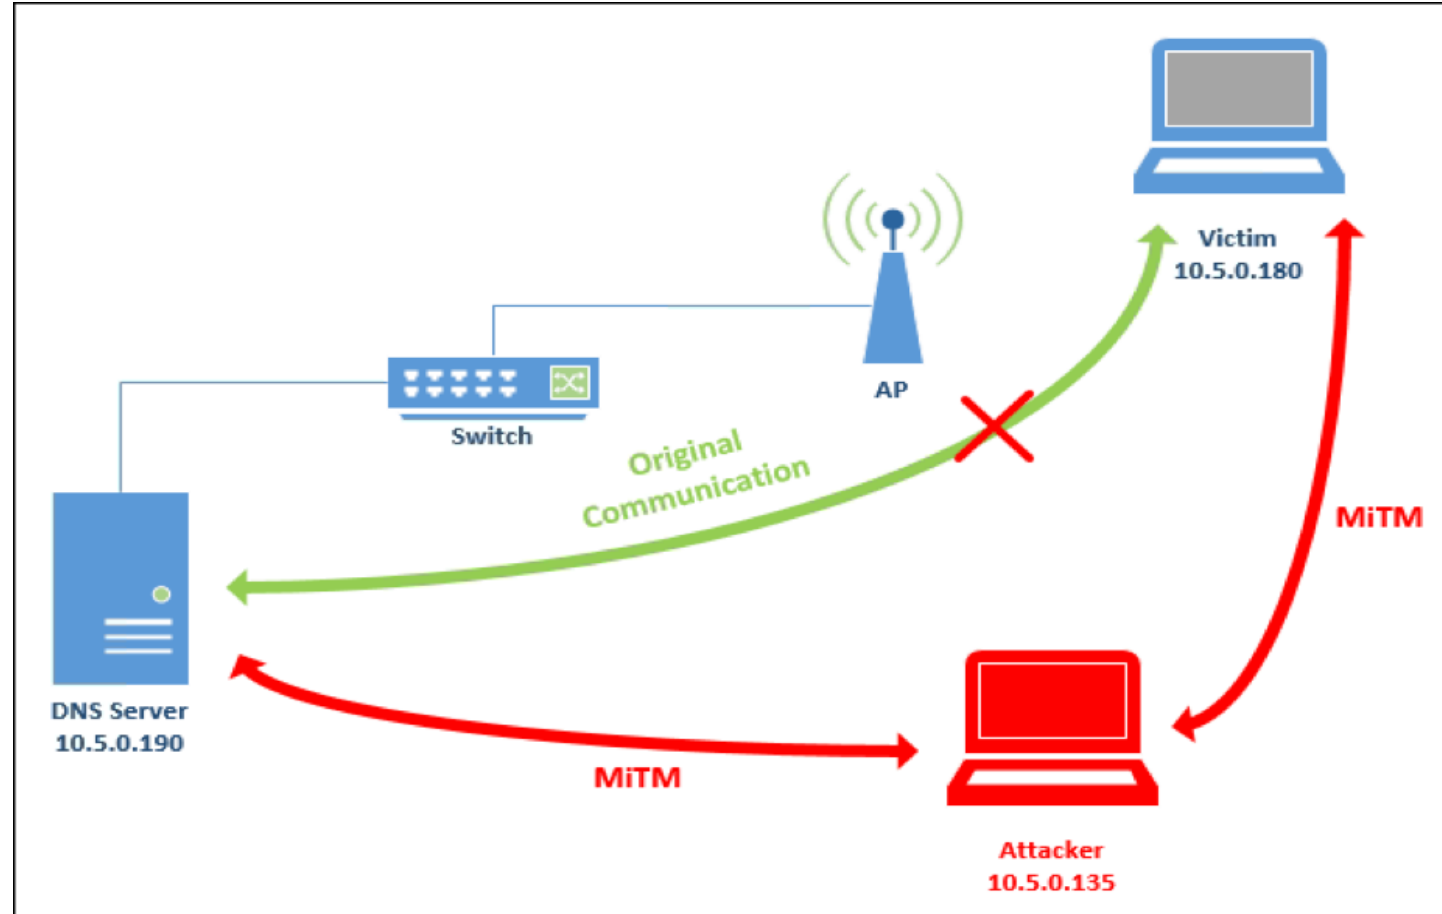 Victim
10.5.0.180
AP
Switch
Original
Communication
MiTM
DNS Server
10.5.0.190
MiTM
Attacker
10.5.0.135